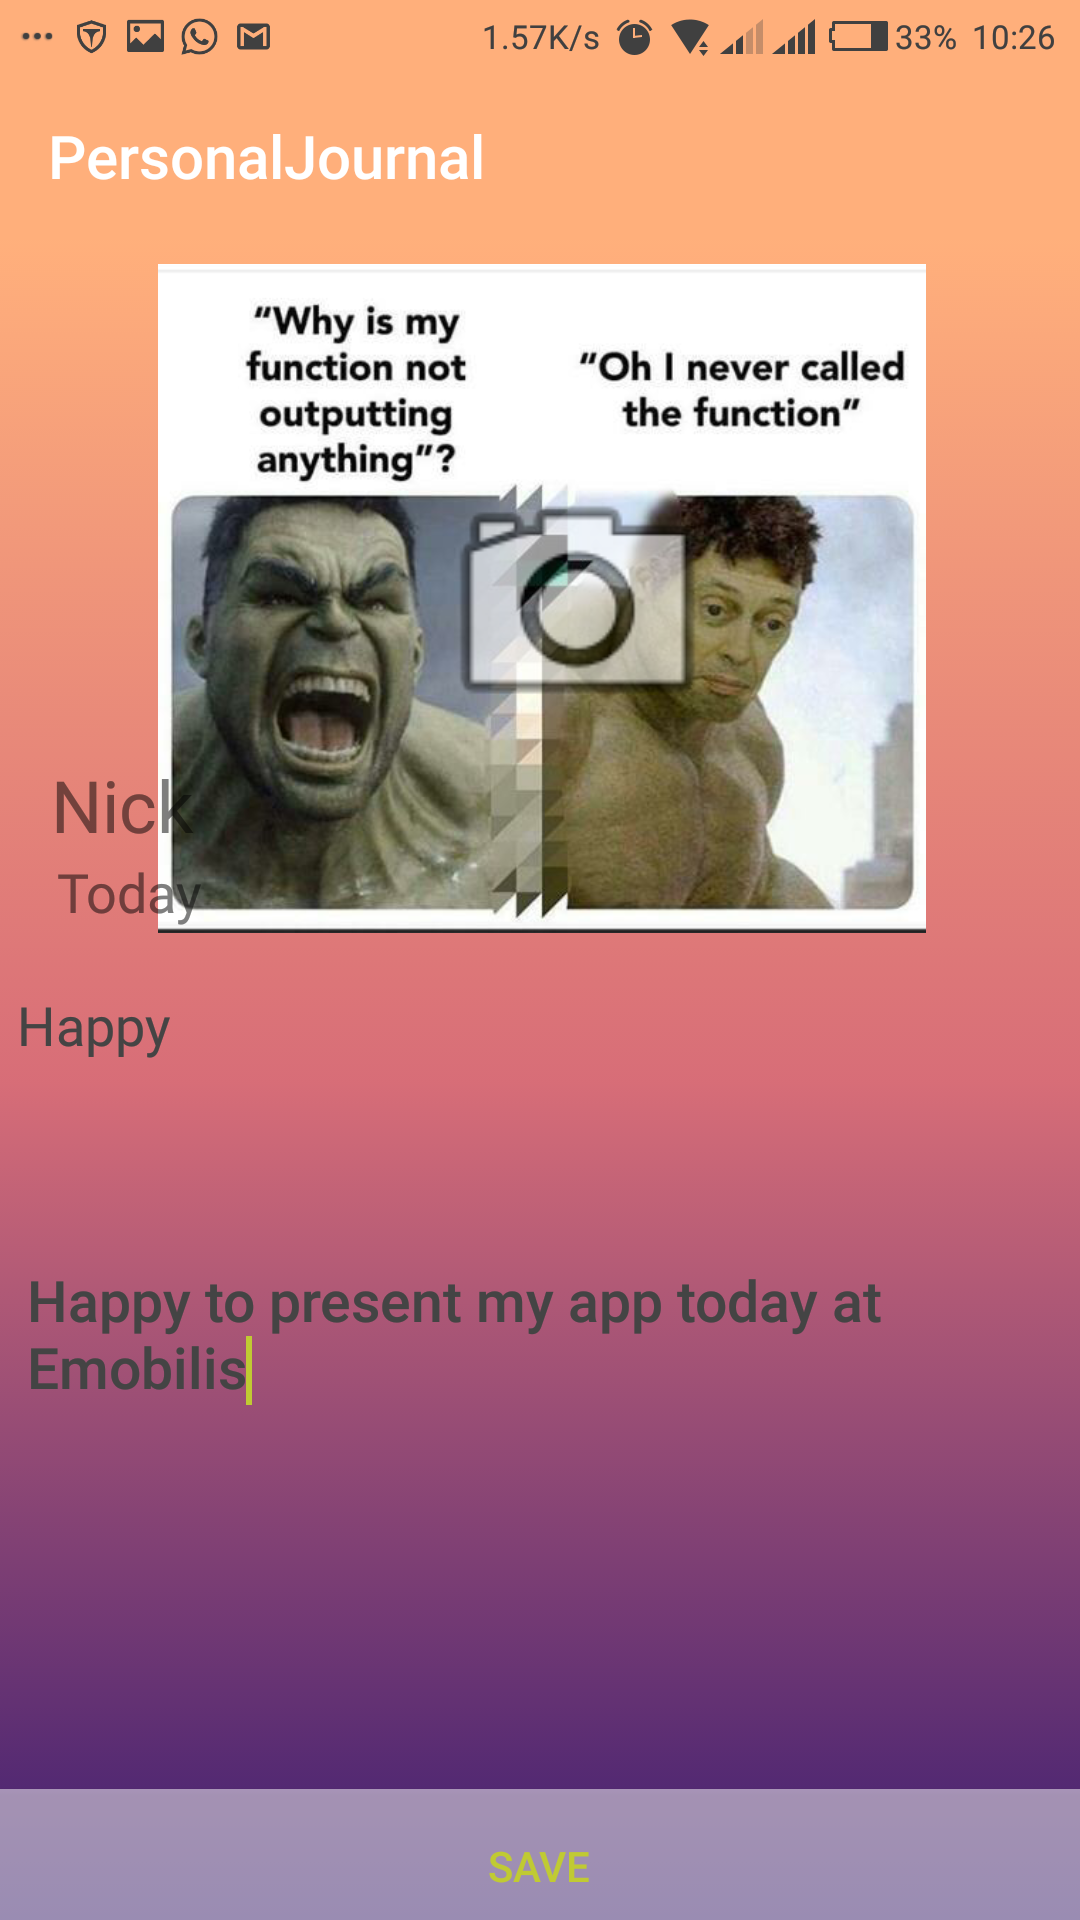 1.57K/s 33% 10:26
PersonalJournal
“Why is my
function not
outputting
anything”?
“Oh I never called
the function”
Nick
Today
Happy
Happy to present my app today at
Emobilis
SAVE